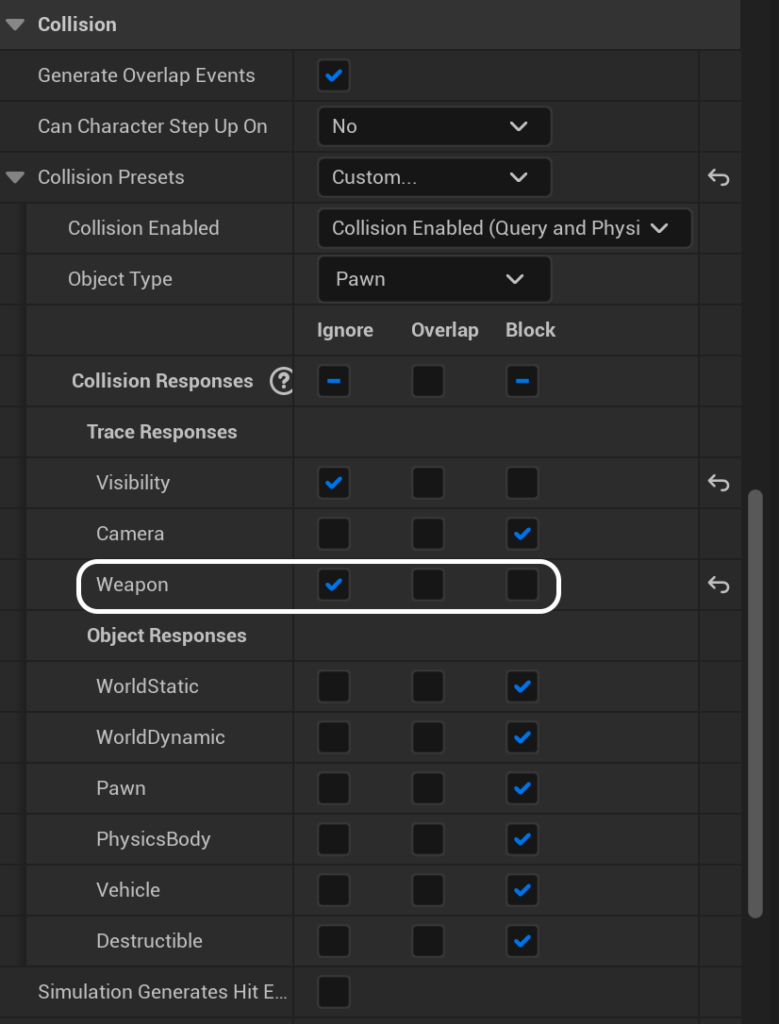 Collision
Generate Overlap Events
Can Character Step Up On No
Collision Presets Custom...
Collision Enabled Collision Enabled (Query and Physi
Object Type Pawn
Ignore Overlap Block
Collision Responses ?
Trace Responses
Visibility
Camera
Weapon
Object Responses
WorldStatic
WorldDynamic
Pawn
PhysicsBody
Vehicle
Destructible
Simulation Generates Hit E...